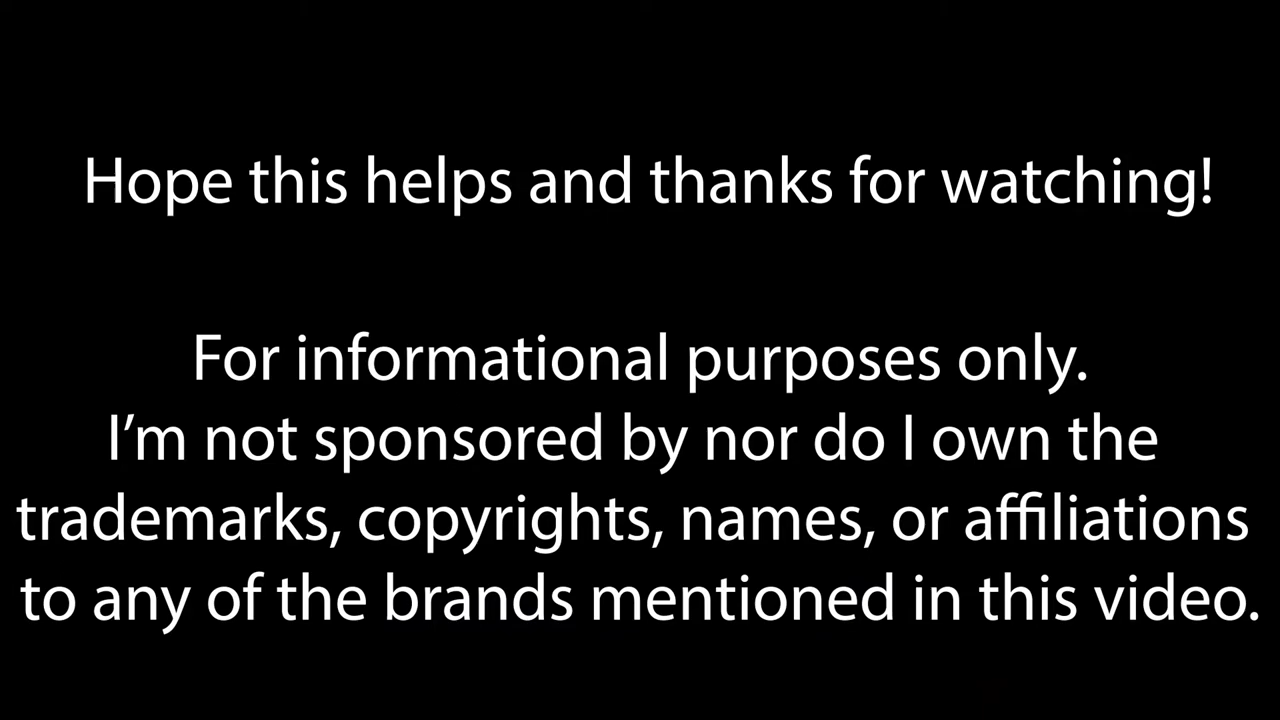 Hope this helps and thanks for watching!
For informational purposes only.
I’m not sponsored by nor do I own the
trademarks, copyrights, names, or affiliations
to any of the brands mentioned in this video.